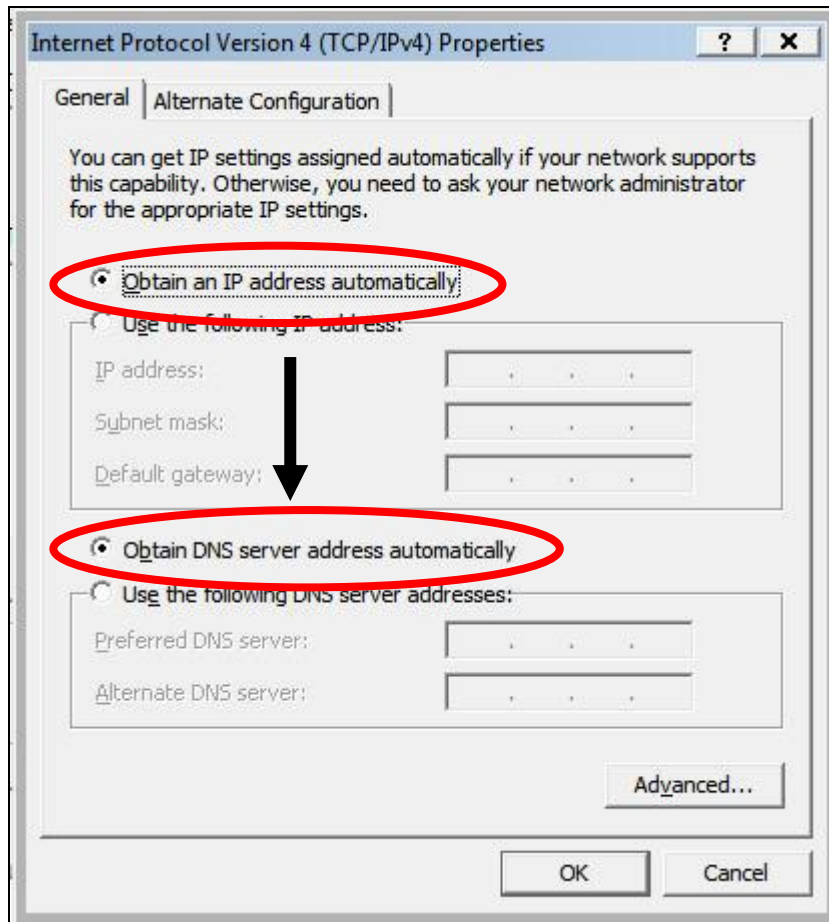 Internet Protocol Version 4 (TCP/IPv4) Properties ? X
General Alternate Configuration
You can get IP settings assigned automatically if your network supports
this capability. Otherwise, you need to ask your network administrator
for the appropriate IP settings.
Obtain an IP address automatically
Use the following IP address:
IP address:
Subnet mask:
Default gateway:
Obtain DNS server address automatically
Use the following DNS server addresses:
Preferred DNS server:
Alternate DNS server:
Advanced...
OK Cancel